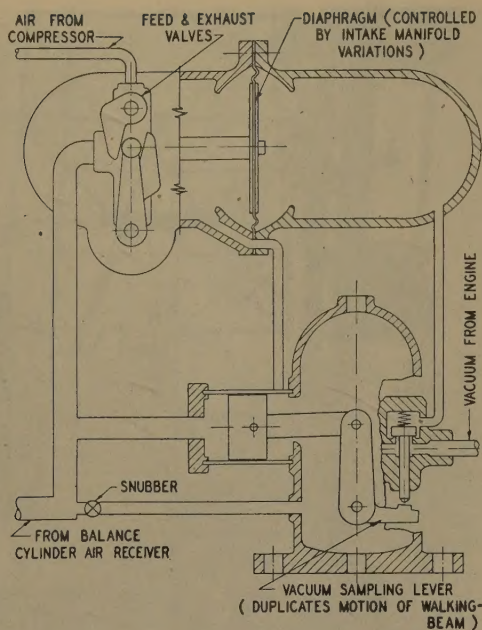 AIR FROM
COMPRESSOR
FEED & EXHAUST
VALVES
DIAPHRAGM (CONTROLLED
BY INTAKE MANIFOLD
VARIATIONS)
VACUUM FROM ENGINE
SNUBBER
FROM BALANCE
CYLINDER AIR RECEIVER
VACUUM SAMPLING LEVER
( DUPLICATES MOTION OF WALKING-
BEAM )